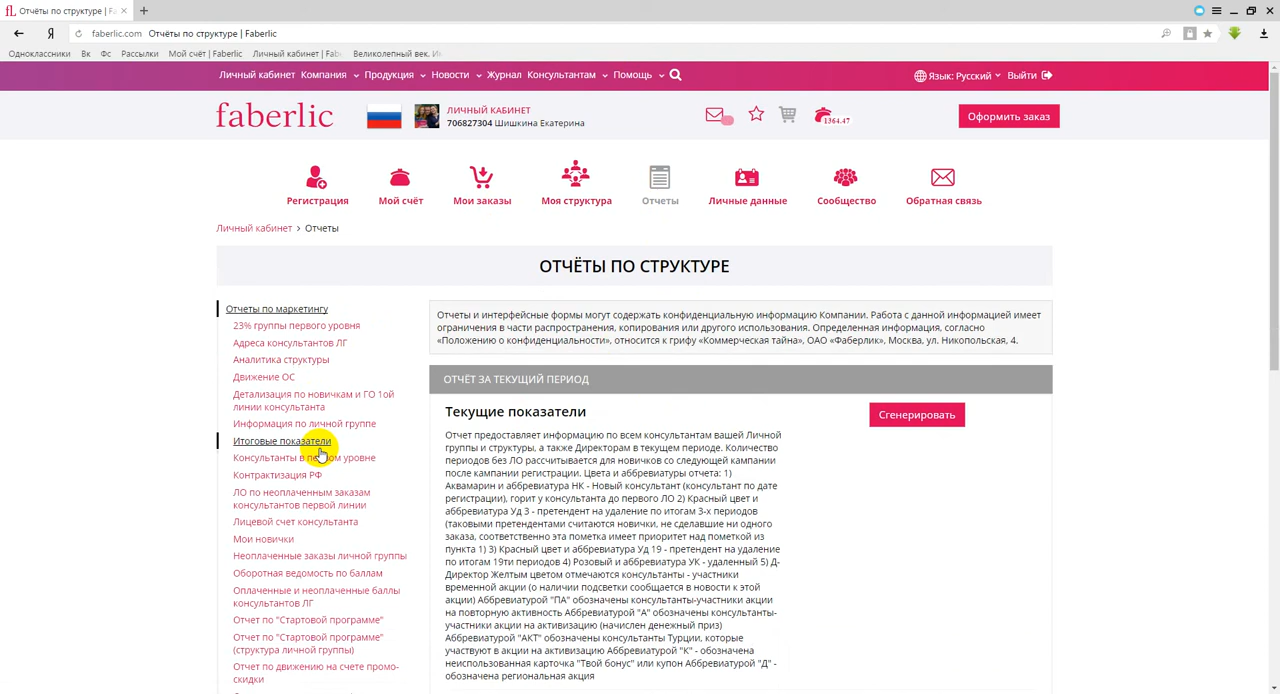 Отчёты по структуре | Fa
faberlic.com Отчёты по структуре | Faberlic
Одноклассники Вк Фс Рассылки Мой счёт | Faberlic Личный кабинет | Fab Великолепный век. Ис
Личный кабинет Компания Продукция Новости Журнал Консультантам Помощь Язык: Русский Выйти
faberlic
ЛИЧНЫЙ КАБИНЕТ
706827304 Шишкина Екатерина
1364.47
Оформить заказ
Регистрация Мой счёт Мои заказы Моя структура Отчеты Личные данные Сообщество Обратная связь
Личный кабинет > Отчеты
ОТЧЁТЫ ПО СТРУКТУРЕ
Отчеты по маркетингу
23% группы первого уровня
Адреса консультантов ЛГ
Аналитика структуры
Движение ОС
Детализация по новичкам и ГО 1ой
линии консультанта
Информация по личной группе
Итоговые показатели
Консультанты в первом уровне
Контрактизация РФ
ЛО по неоплаченным заказам
консультантов первой линии
Лицевой счет консультанта
Мои новички
Неоплаченные заказы личной группы
Оборотная ведомость по баллам
Оплаченные и неоплаченные баллы
консультантов ЛГ
Отчет по "Стартовой программе"
Отчет по "Стартовой программе"
(структура личной группы)
Отчет по движению на счете промо-
скидки
Отчеты и интерфейсные формы могут содержать конфиденциальную информацию Компании. Работа с данной информацией имеет
ограничения в части распространения, копирования или другого использования. Определенная информация, согласно
«Положению о конфиденциальности», относится к грифу «Коммерческая тайна», ОАО «Фаберлик», Москва, ул. Никопольская, 4.
ОТЧЁТ ЗА ТЕКУЩИЙ ПЕРИОД
Текущие показатели
Сгенерировать
Отчет предоставляет информацию по всем консультантам вашей Личной
группы и структуры, а также Директорам в текущем периоде. Количество
периодов без ЛО рассчитывается для новичков со следующей кампании
после кампании регистрации. Цвета и аббревиатуры отчета: 1)
Аквамарин и аббревиатура НК - Новый консультант (консультант по дате
регистрации), горит у консультанта до первого ЛО 2) Красный цвет и
аббревиатура Уд 3 - претендент на удаление по итогам 3-х периодов
(таковыми претендентами считаются новички, не сделавшие ни одного
заказа, соответственно эта пометка имеет приоритет над пометкой из
пункта 1) 3) Красный цвет и аббревиатура Уд 19 - претендент на удаление
по итогам 19ти периодов 4) Розовый и аббревиатура УК - удаленный 5) Д-
Директор Желтым цветом отмечаются консультанты - участники
временной акции (о наличии подсветки сообщается в новости к этой
акции) Аббревиатурой "ПА" обозначены консультанты-участники акции
на повторную активность Аббревиатурой "А" обозначены консультанты-
участники акции на активизацию (начислен денежный приз)
Аббревиатурой "АКТ" обозначены консультанты Турции, которые
участвуют в акции на активизацию Аббревиатурой "К" - обозначена
неиспользованная карточка "Твой бонус" или купон Аббревиатурой "Д" -
обозначена региональная акция